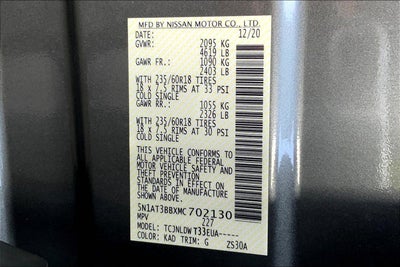 MFD BY NISSAN MOTOR CO., LTD.
DATE: 12/20
GVWR: 2095 KG
4619 LB
GAWR FR.: 1090 KG
2403 LB
WITH 235/60R18 TIRES
18 x 7.5 RIMS AT 33 PSI
COLD SINGLE
GAWR RR.: 1055 KG
2326 LB
WITH 235/60R18 TIRES
18 x 7.5 RIMS AT 30 PSI
COLD SINGLE
THIS VEHICLE CONFORMS TO
ALL APPLICABLE FEDERAL
MOTOR VEHICLE SAFETY AND
THEFT PREVENTION
STANDARDS IN EFFECT ON
THE DATE OF MANUFACTURE
SHOWN ABOVE.
5N1AT3BBXMC702130
MPV 227
MODEL: TCJNLDWT33EUA-----
COLOR: KAD TRIM: G ZS30A